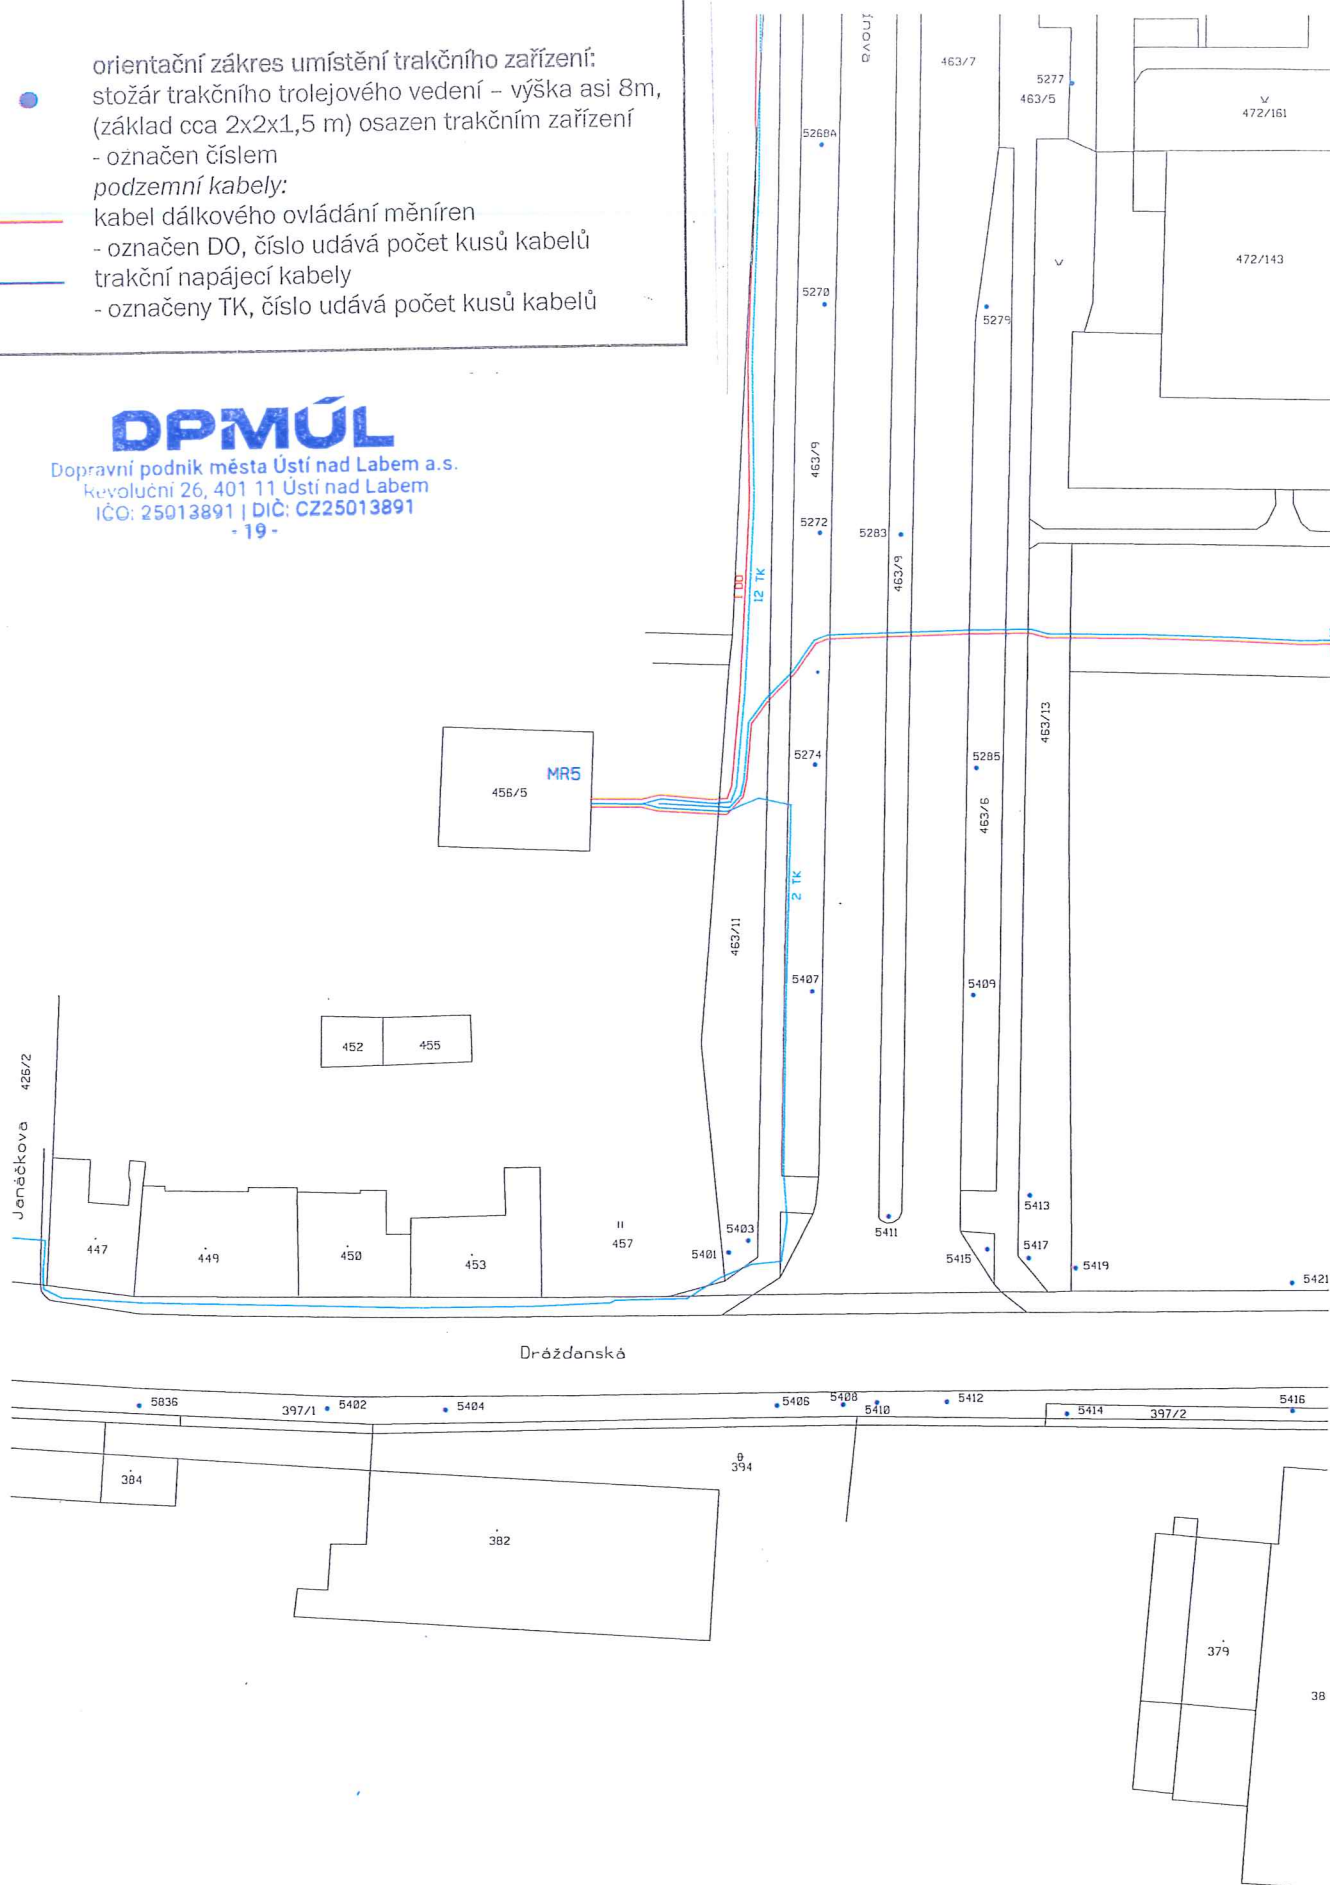 orientační zákres umístění trakčního zařízení:
stožár trakčního trolejového vedení – výška asi 8m,
(základ cca 2x2x1,5 m) osazen trakčním zařízení
- označen číslem
podzemní kabely:
kabel dálkového ovládání měníren
- označen DO, číslo udává počet kusů kabelů
trakční napájecí kabely
- označeny TK, číslo udává počet kusů kabelů
DPMÚL
Dopravní podnik města Ústí nad Labem a.s.
Revoluční 26, 401 11 Ústí nad Labem
IČO: 25013891 | DIČ: CZ25013891
- 19 -
ínova
463/7
5277
463/5
472/161
5268A
472/143
5270
5279
463/9
5272
5283
463/9
1 DO
12 TK
463/13
5274
5285
MR5
456/5
463/6
2 TK
463/11
5407
5409
452
455
426/2
Janáčkova
5413
5403
5411
447
449
450
453
457
5401
5415
5417
5419
5421
Drážďanská
5836
397/1
5402
5404
5406
5408
5410
5412
5414
397/2
5416
384
394
382
379
38